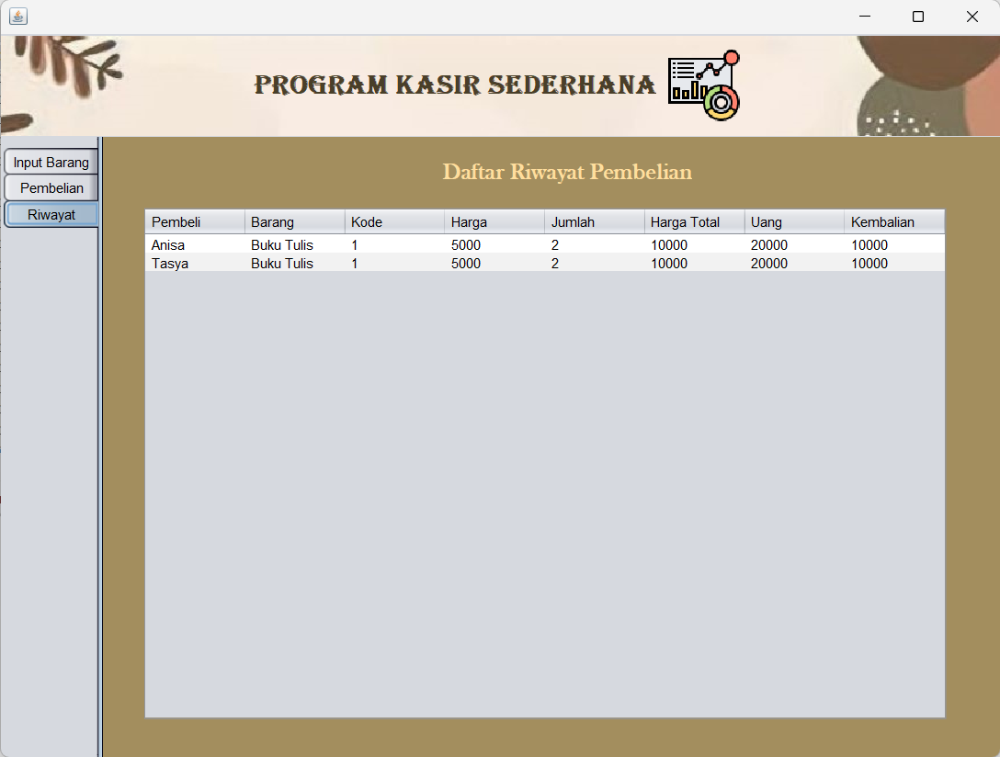 PROGRAM KASIR SEDERHANA
Input Barang
Pembelian
Riwayat
Daftar Riwayat Pembelian
Pembeli Barang Kode Harga Jumlah Harga Total Uang Kembalian
Anisa Buku Tulis 1 5000 2 10000 20000 10000
Tasya Buku Tulis 1 5000 2 10000 20000 10000